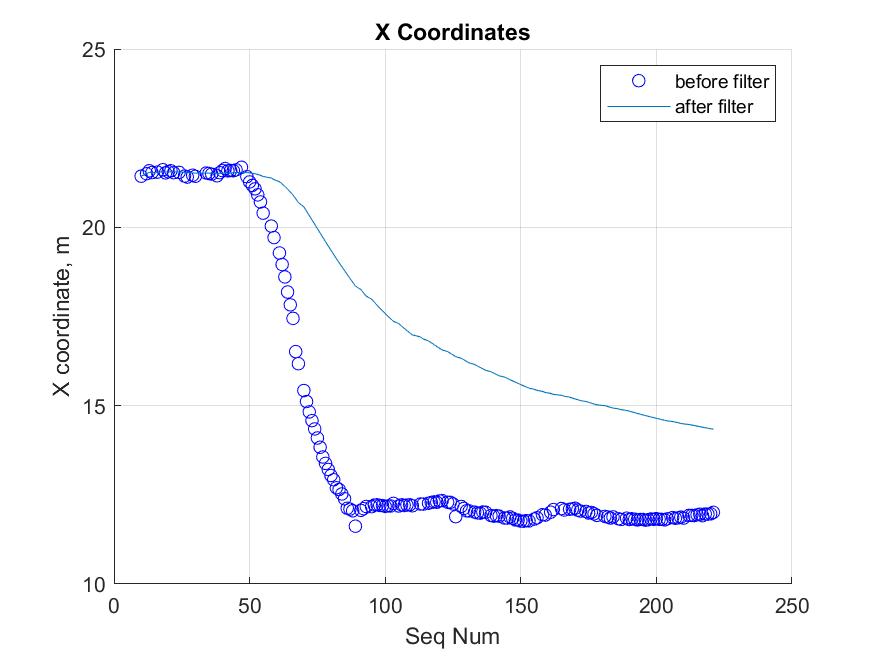 X Coordinates
25
20
15
10
X coordinate, m
before filter
after filter
0
50
100
150
200
250
Seq Num